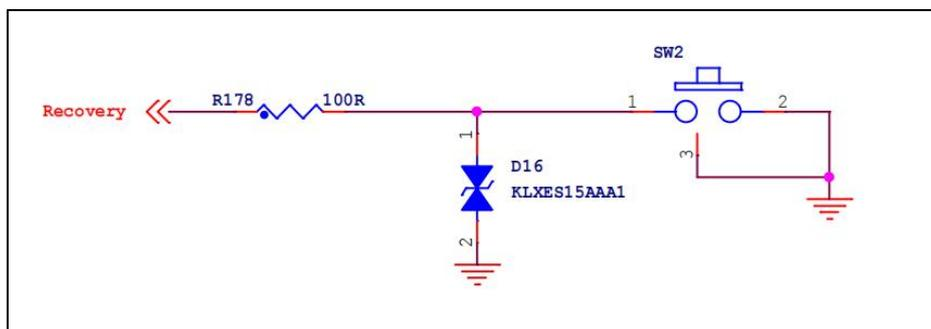 SW2
Recovery
R178
100R
1
2
1
3
D16
KLXES15AAA1
2